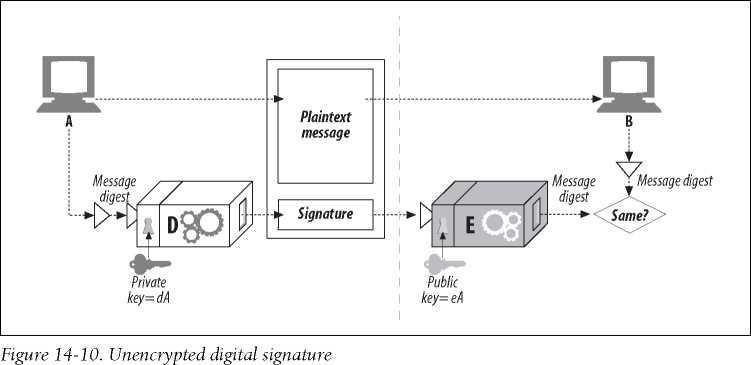 A
Plaintext
message
B
Message
digest
D
Signature
E
Message
digest
Message digest
Same?
Private
key=dA
Public
key=eA
Figure 14-10. Unencrypted digital signature